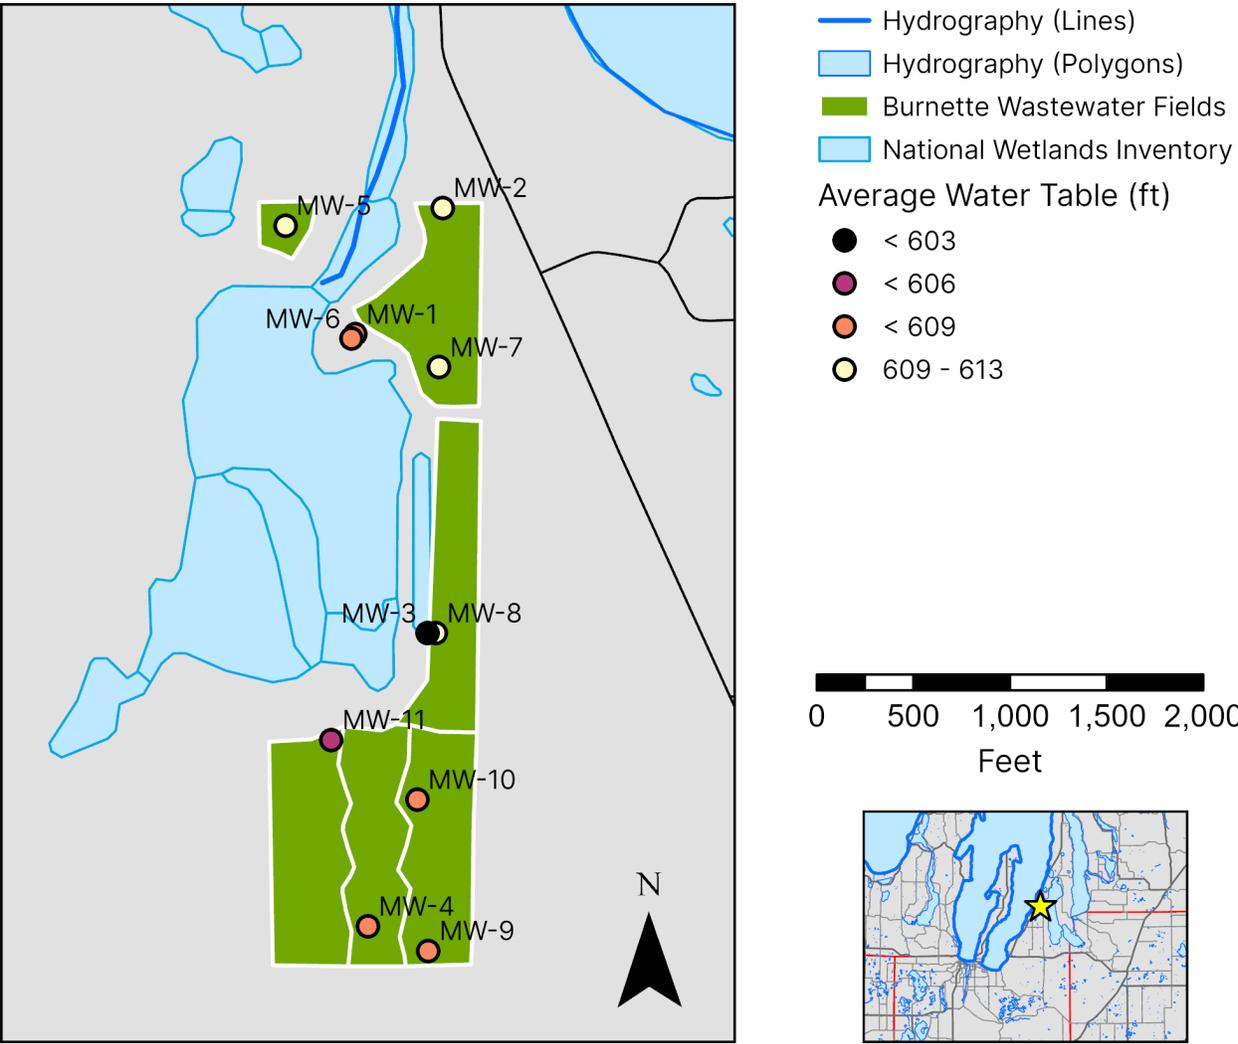 Hydrography (Lines)
Hydrography (Polygons)
Burnette Wastewater Fields
National Wetlands Inventory
Average Water Table (ft)
< 603
< 606
< 609
609 - 613
MW-2
MW-5
MW-1
MW-6
MW-7
MW-3
MW-8
MW-11
MW-10
MW-4
MW-9
N
0 500 1,000 1,500 2,000
Feet